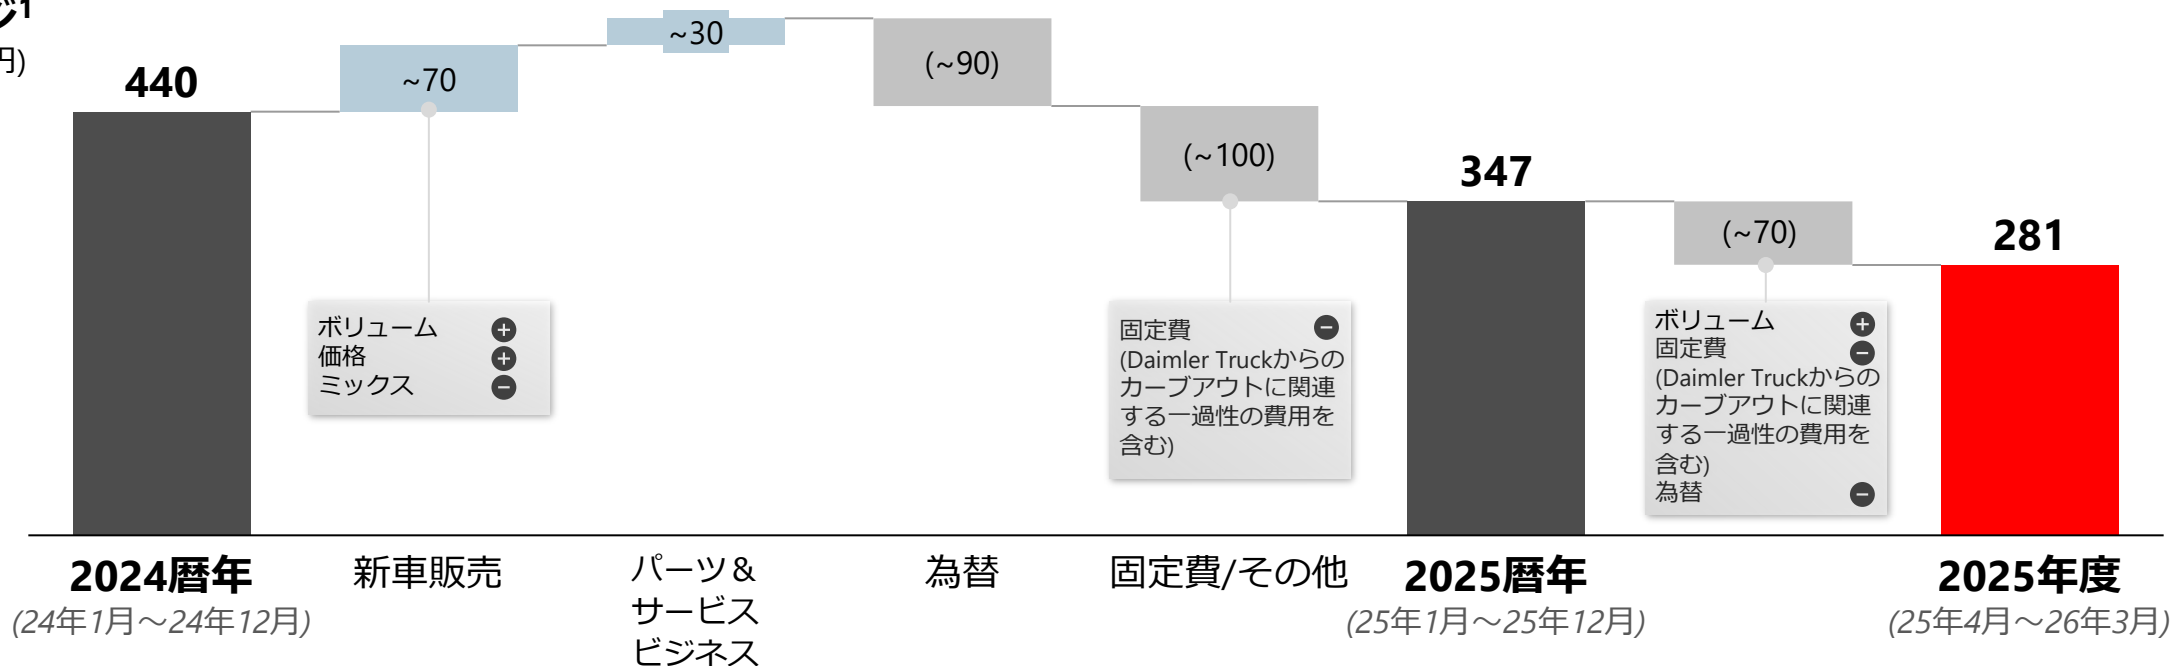 円)
440
~70
~30
(~90)
(~100)
347
(~70)
281
ボリューム +
価格 +
ミックス −
固定費 −
(Daimler Truckからの
カーブアウトに関連
する一過性の費用を
含む)
ボリューム +
固定費 −
(Daimler Truckからの
カーブアウトに関連
する一過性の費用を
含む)
為替 −
2024暦年
(24年1月～24年12月)
新車販売
パーツ＆
サービス
ビジネス
為替
固定費/その他
2025暦年
(25年1月～25年12月)
2025年度
(25年4月～26年3月)